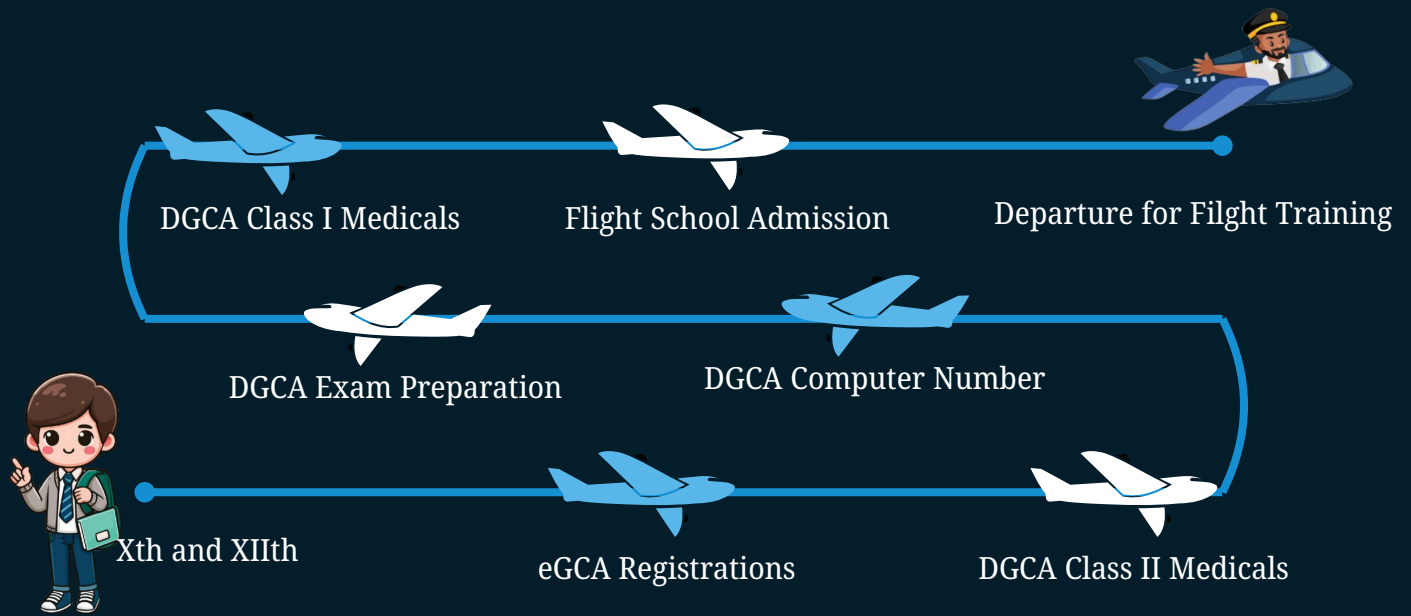 DGCA Class I Medicals
Flight School Admission
Departure for Filght Training
DGCA Exam Preparation
DGCA Computer Number
Xth and XIIth
eGCA Registrations
DGCA Class II Medicals